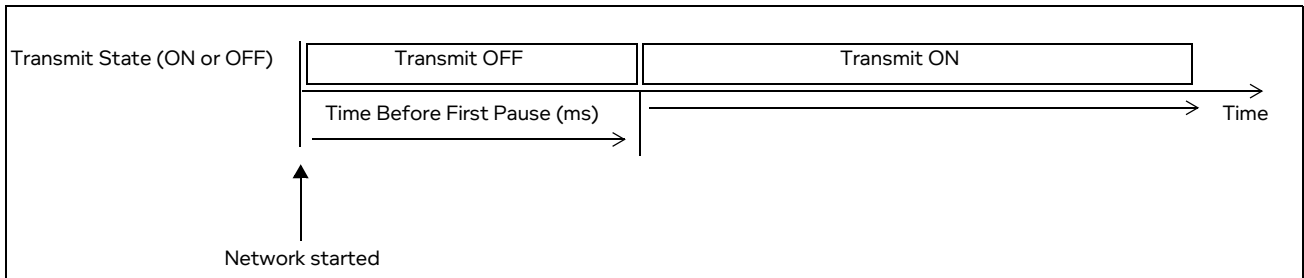 Transmit State (ON or OFF)
Transmit OFF
Transmit ON
Time Before First Pause (ms)
Time
Network started